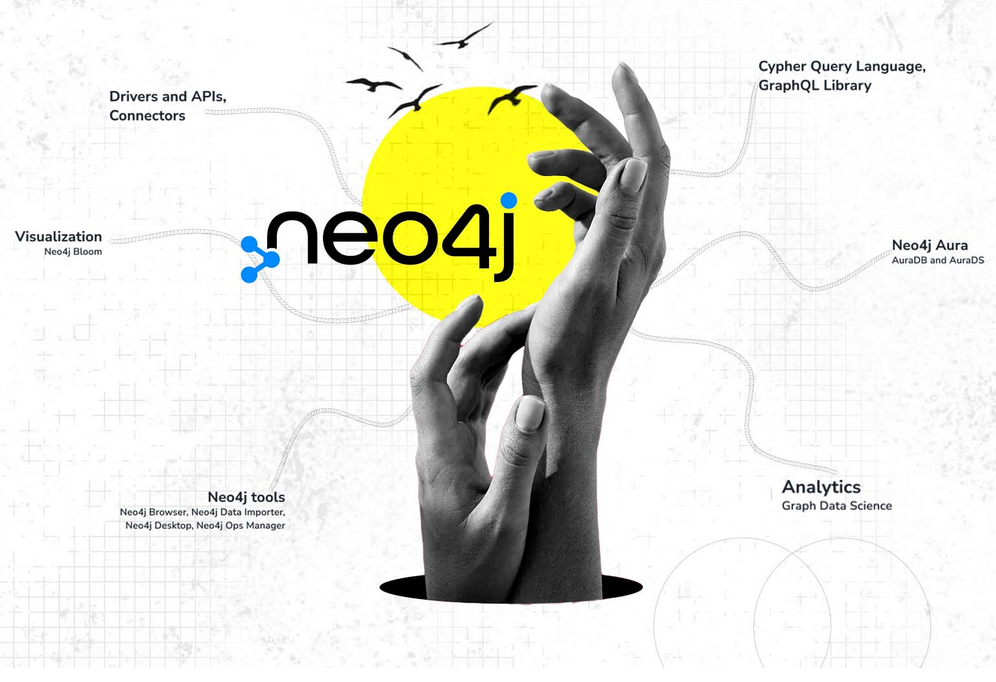 Drivers and APIs,
Connectors
Cypher Query Language,
GraphQL Library
neo4j
Visualization
Neo4j Bloom
Neo4j Aura
AuraDB and AuraDS
Neo4j tools
Neo4j Browser, Neo4j Data Importer,
Neo4j Desktop, Neo4j Ops Manager
Analytics
Graph Data Science